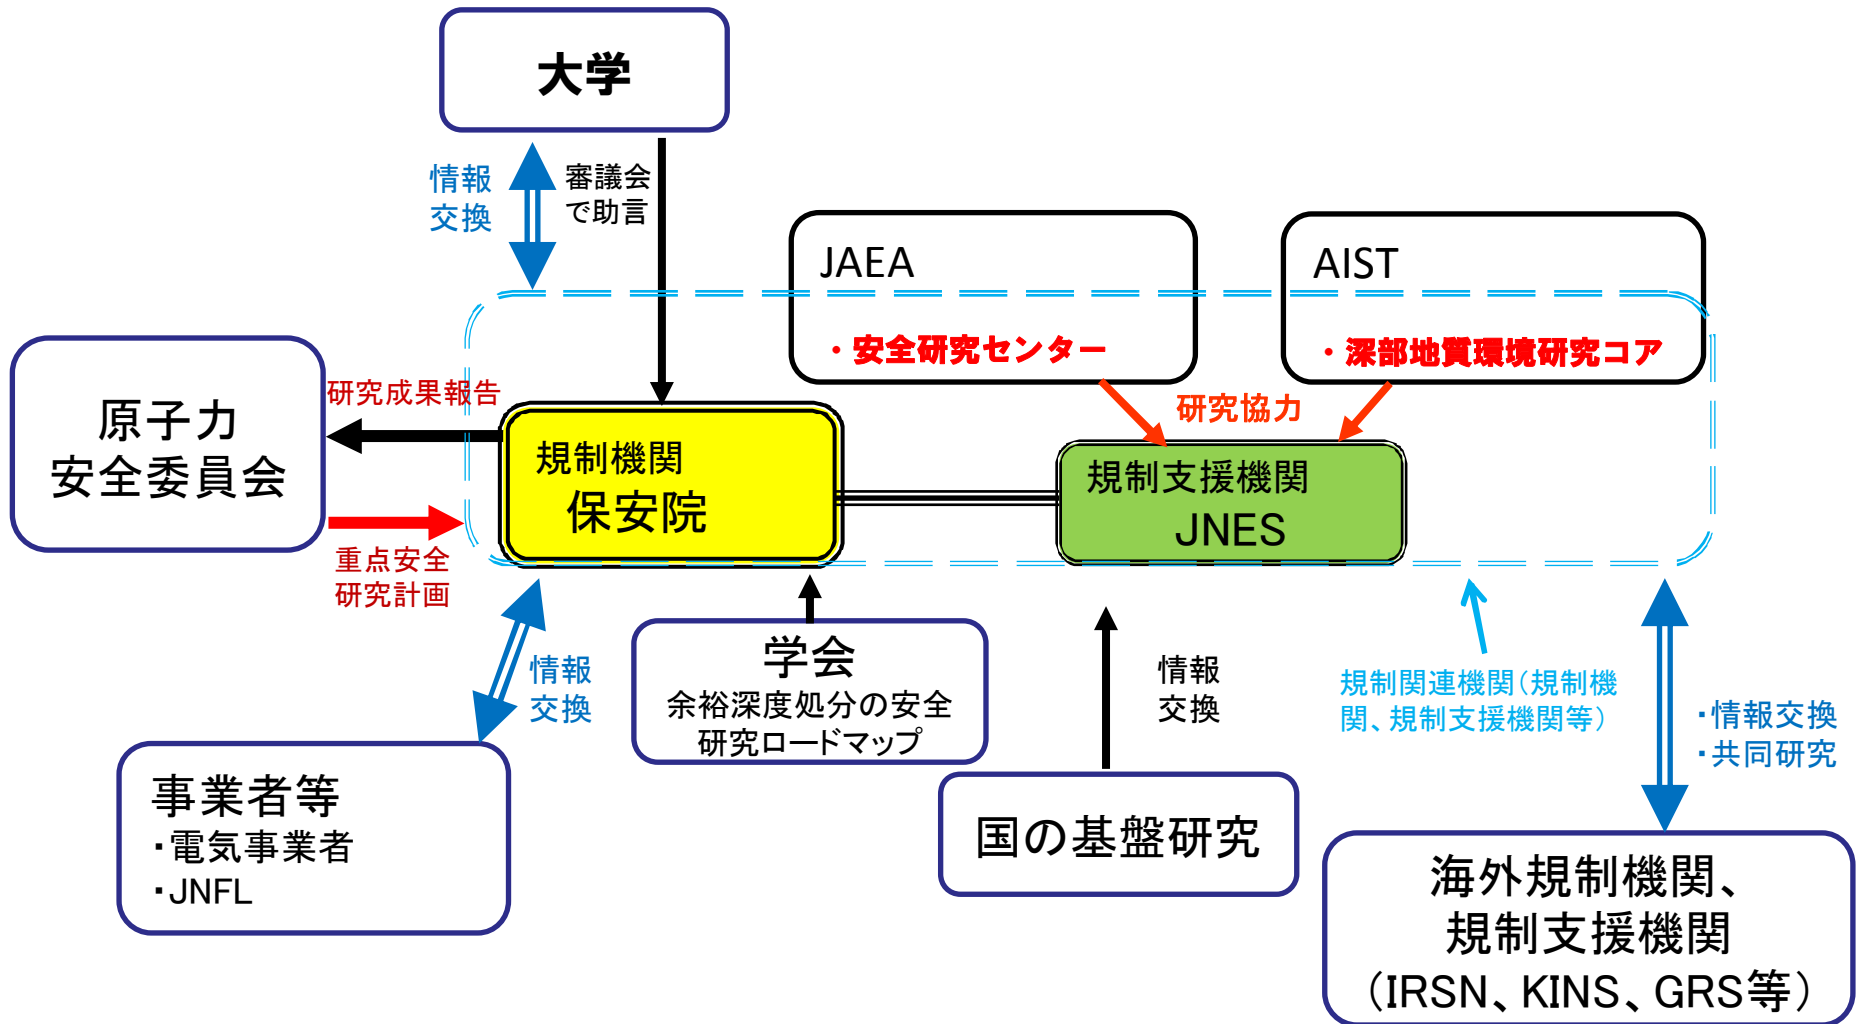 大学
情報
交換
審議会
で助言
JAEA
・安全研究センター
AIST
・深部地質環境研究コア
研究協力
原子力
安全委員会
研究成果報告
重点安全
研究計画
規制機関
保安院
規制支援機関
JNES
情報
交換
学会
余裕深度処分の安全
研究ロードマップ
情報
交換
規制関連機関（規制機
関、規制支援機関等）
・情報交換
・共同研究
事業者等
・電気事業者
・JNFL
国の基盤研究
海外規制機関、
規制支援機関
（IRSN、KINS、GRS等）